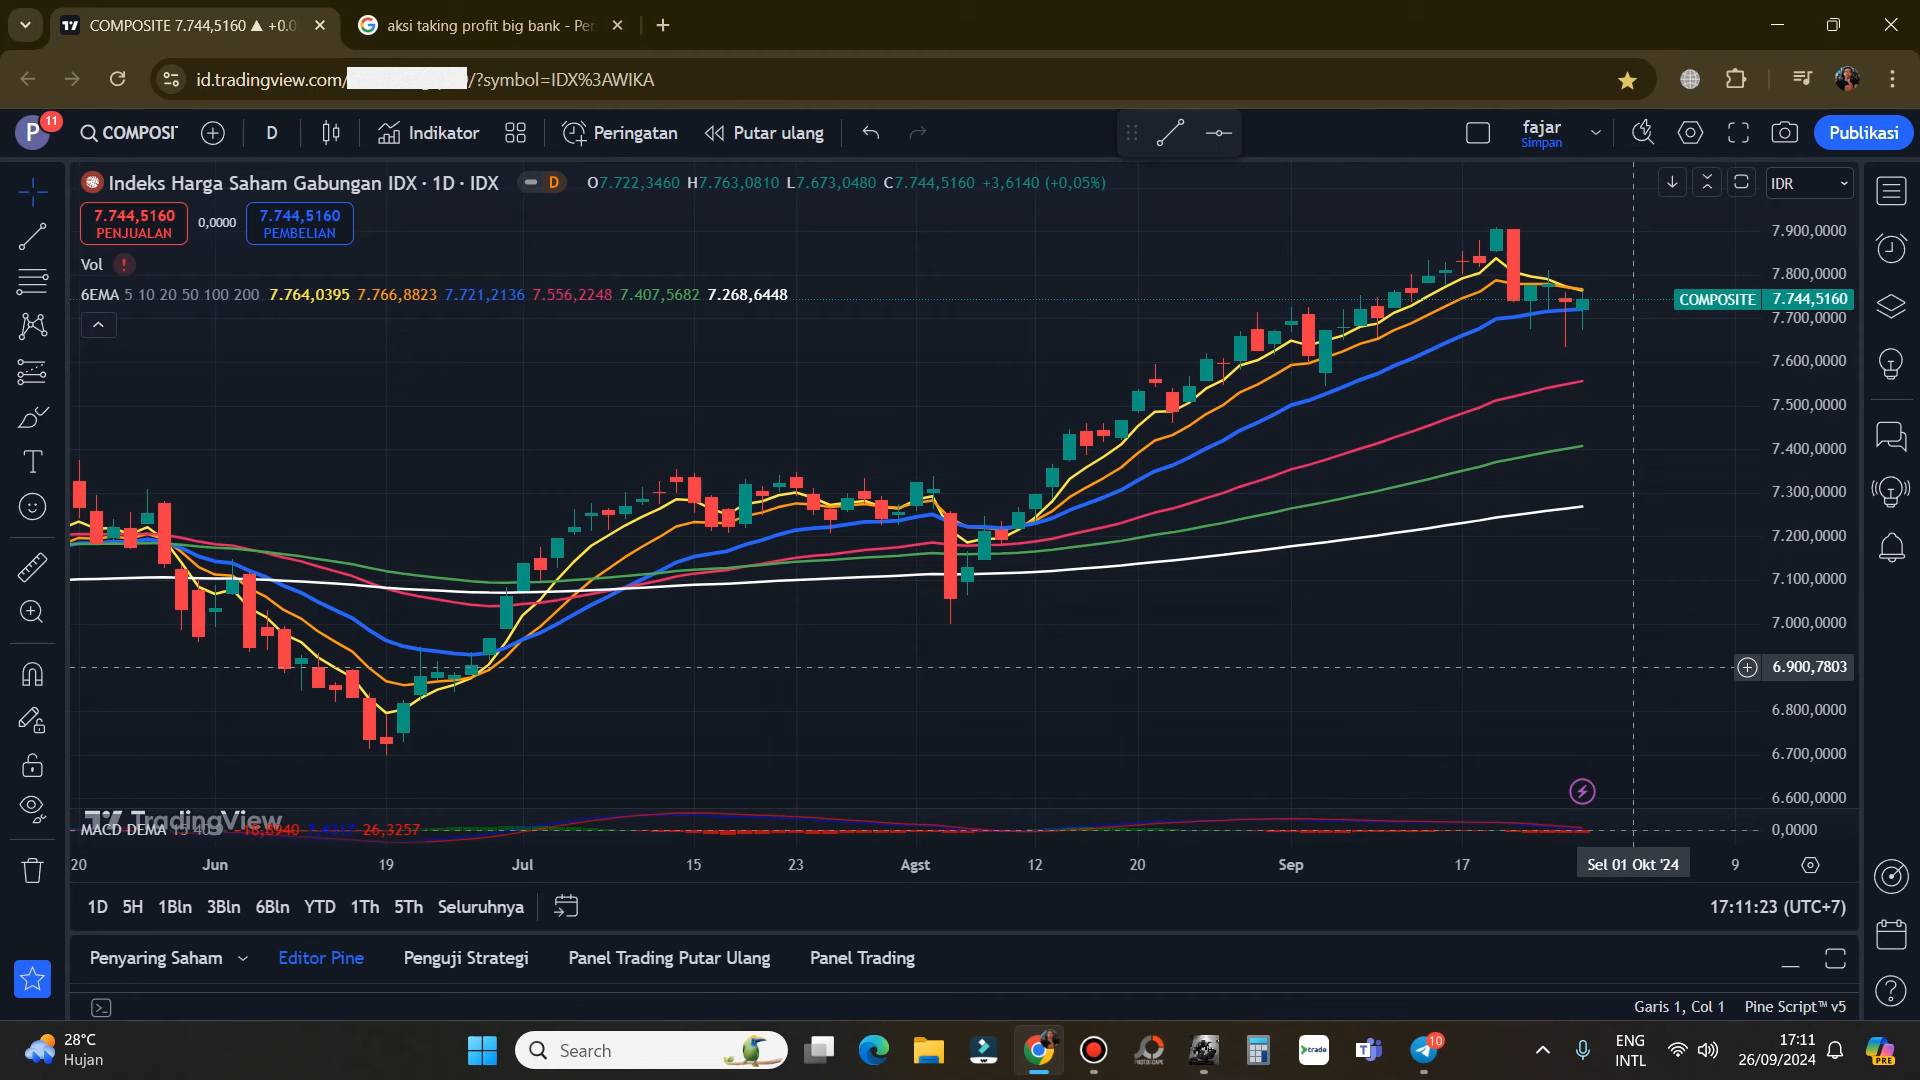 COMPOSITE 7.744,5160 ▲ +0.0
aksi taking profit big bank - Per
id.tradingview.com/
/?symbol=IDX%3AWIKA
P
11
COMPOSIT
D
Indikator
Peringatan
Putar ulang
fajar
Simpan
Publikasi
Indeks Harga Saham Gabungan IDX · 1D · IDX
D
O7.722,3460 H7.763,0810 L7.673,0480 C7.744,5160 +3,6140 (+0,05%)
IDR
7.744,5160
PENJUALAN
0,0000
7.744,5160
PEMBELIAN
Vol
6EMA 5 10 20 50 100 200 7.764,0395 7.766,8823 7.721,2136 7.556,2248 7.407,5682 7.268,6448
7.900,0000
7.800,0000
COMPOSITE 7.744,5160
7.700,0000
7.600,0000
7.500,0000
7.400,0000
7.300,0000
7.200,0000
7.100,0000
7.000,0000
6.900,7803
6.800,0000
6.700,0000
6.600,0000
0,0000
TradingView
MACD DEMA 26,3257
20 Jun 19 Jul 15 23 Agst 12 20 Sep 17 Sel 01 Okt '24 9
1D 5H 1Bln 3Bln 6Bln YTD 1Th 5Th Seluruhnya
17:11:23 (UTC+7)
Penyaring Saham Editor Pine Penguji Strategi Panel Trading Putar Ulang Panel Trading
Garis 1, Col 1 Pine Script™ v5
28°C
Hujan
Search
trade
10
ENG
INTL
17:11
26/09/2024
PRE